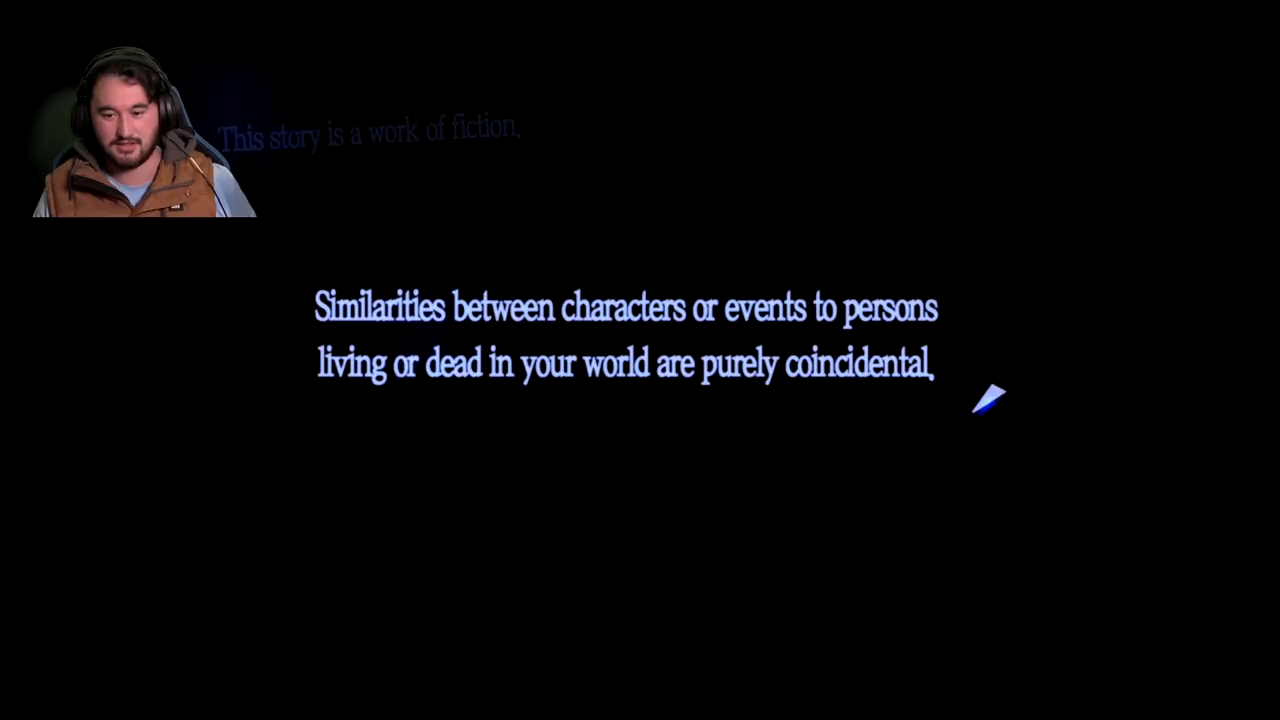 This story is a work of fiction.
Similarities between characters or events to persons
living or dead in your world are purely coincidental.